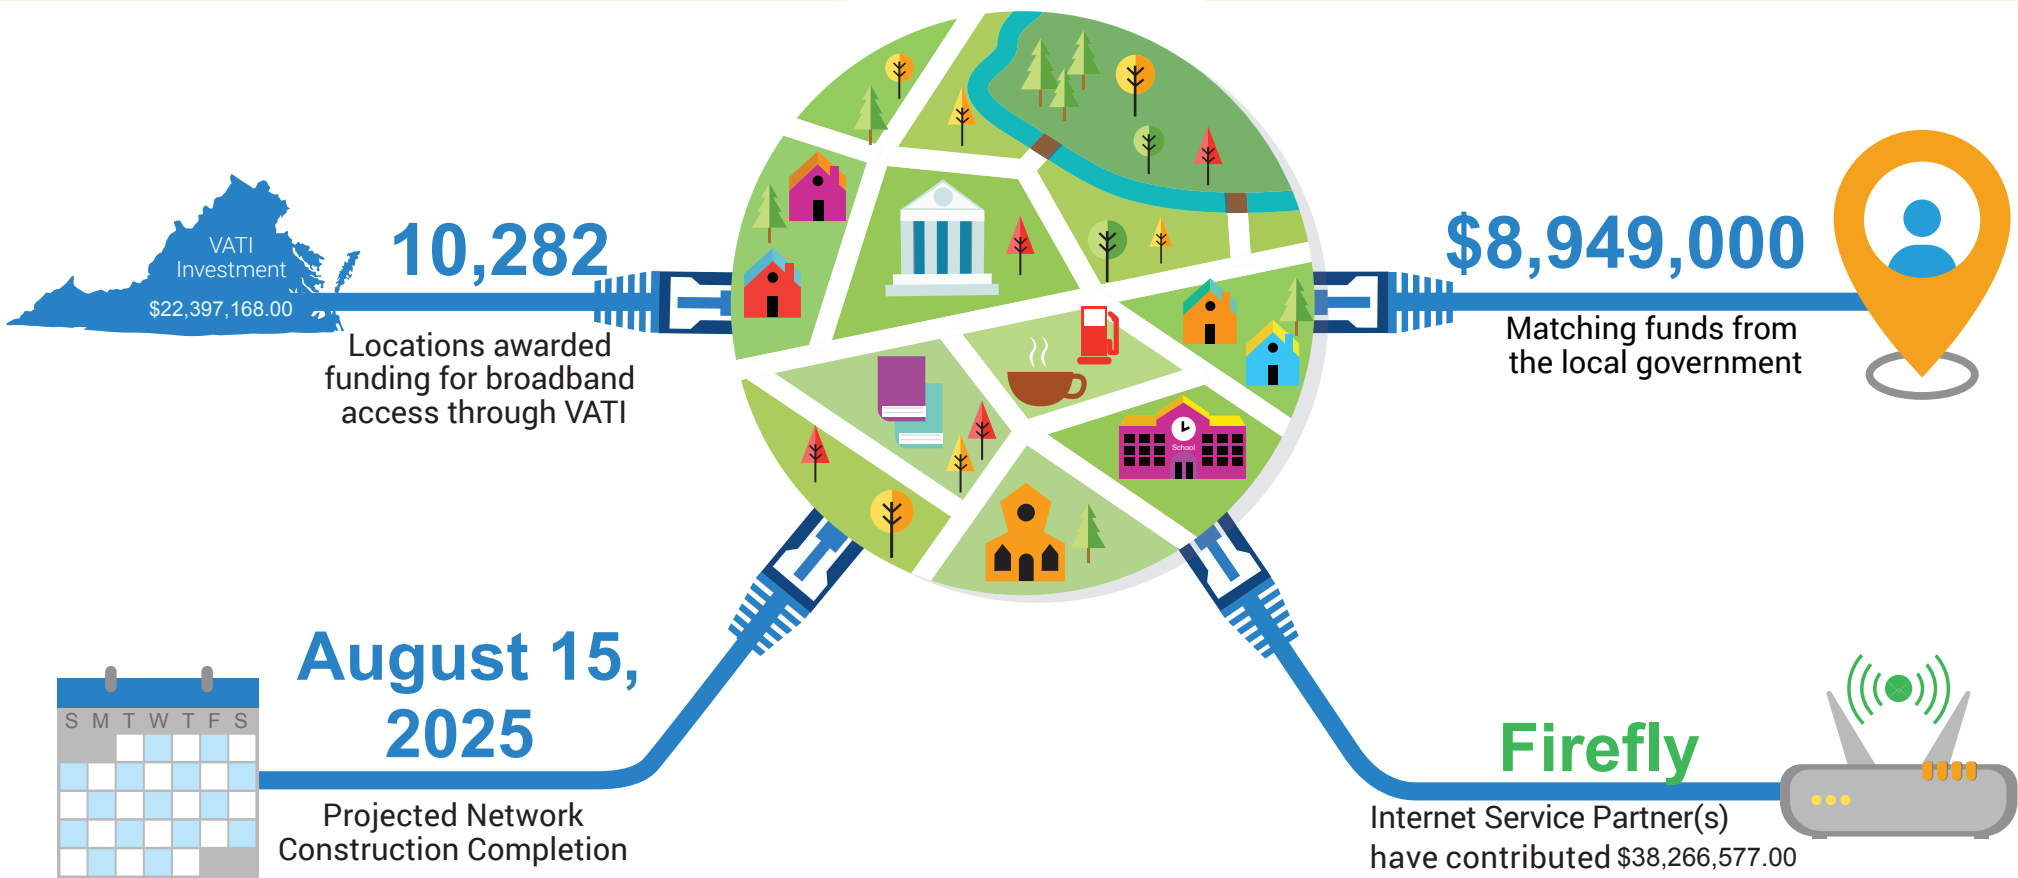 VATI
Investment
$22,397,168.00
10,282
Locations awarded
funding for broadband
access through VATI
$8,949,000
Matching funds from
the local government
School
August 15,
2025
Projected Network
Construction Completion
S M T W T F S
Firefly
Internet Service Partner(s)
have contributed $38,266,577.00